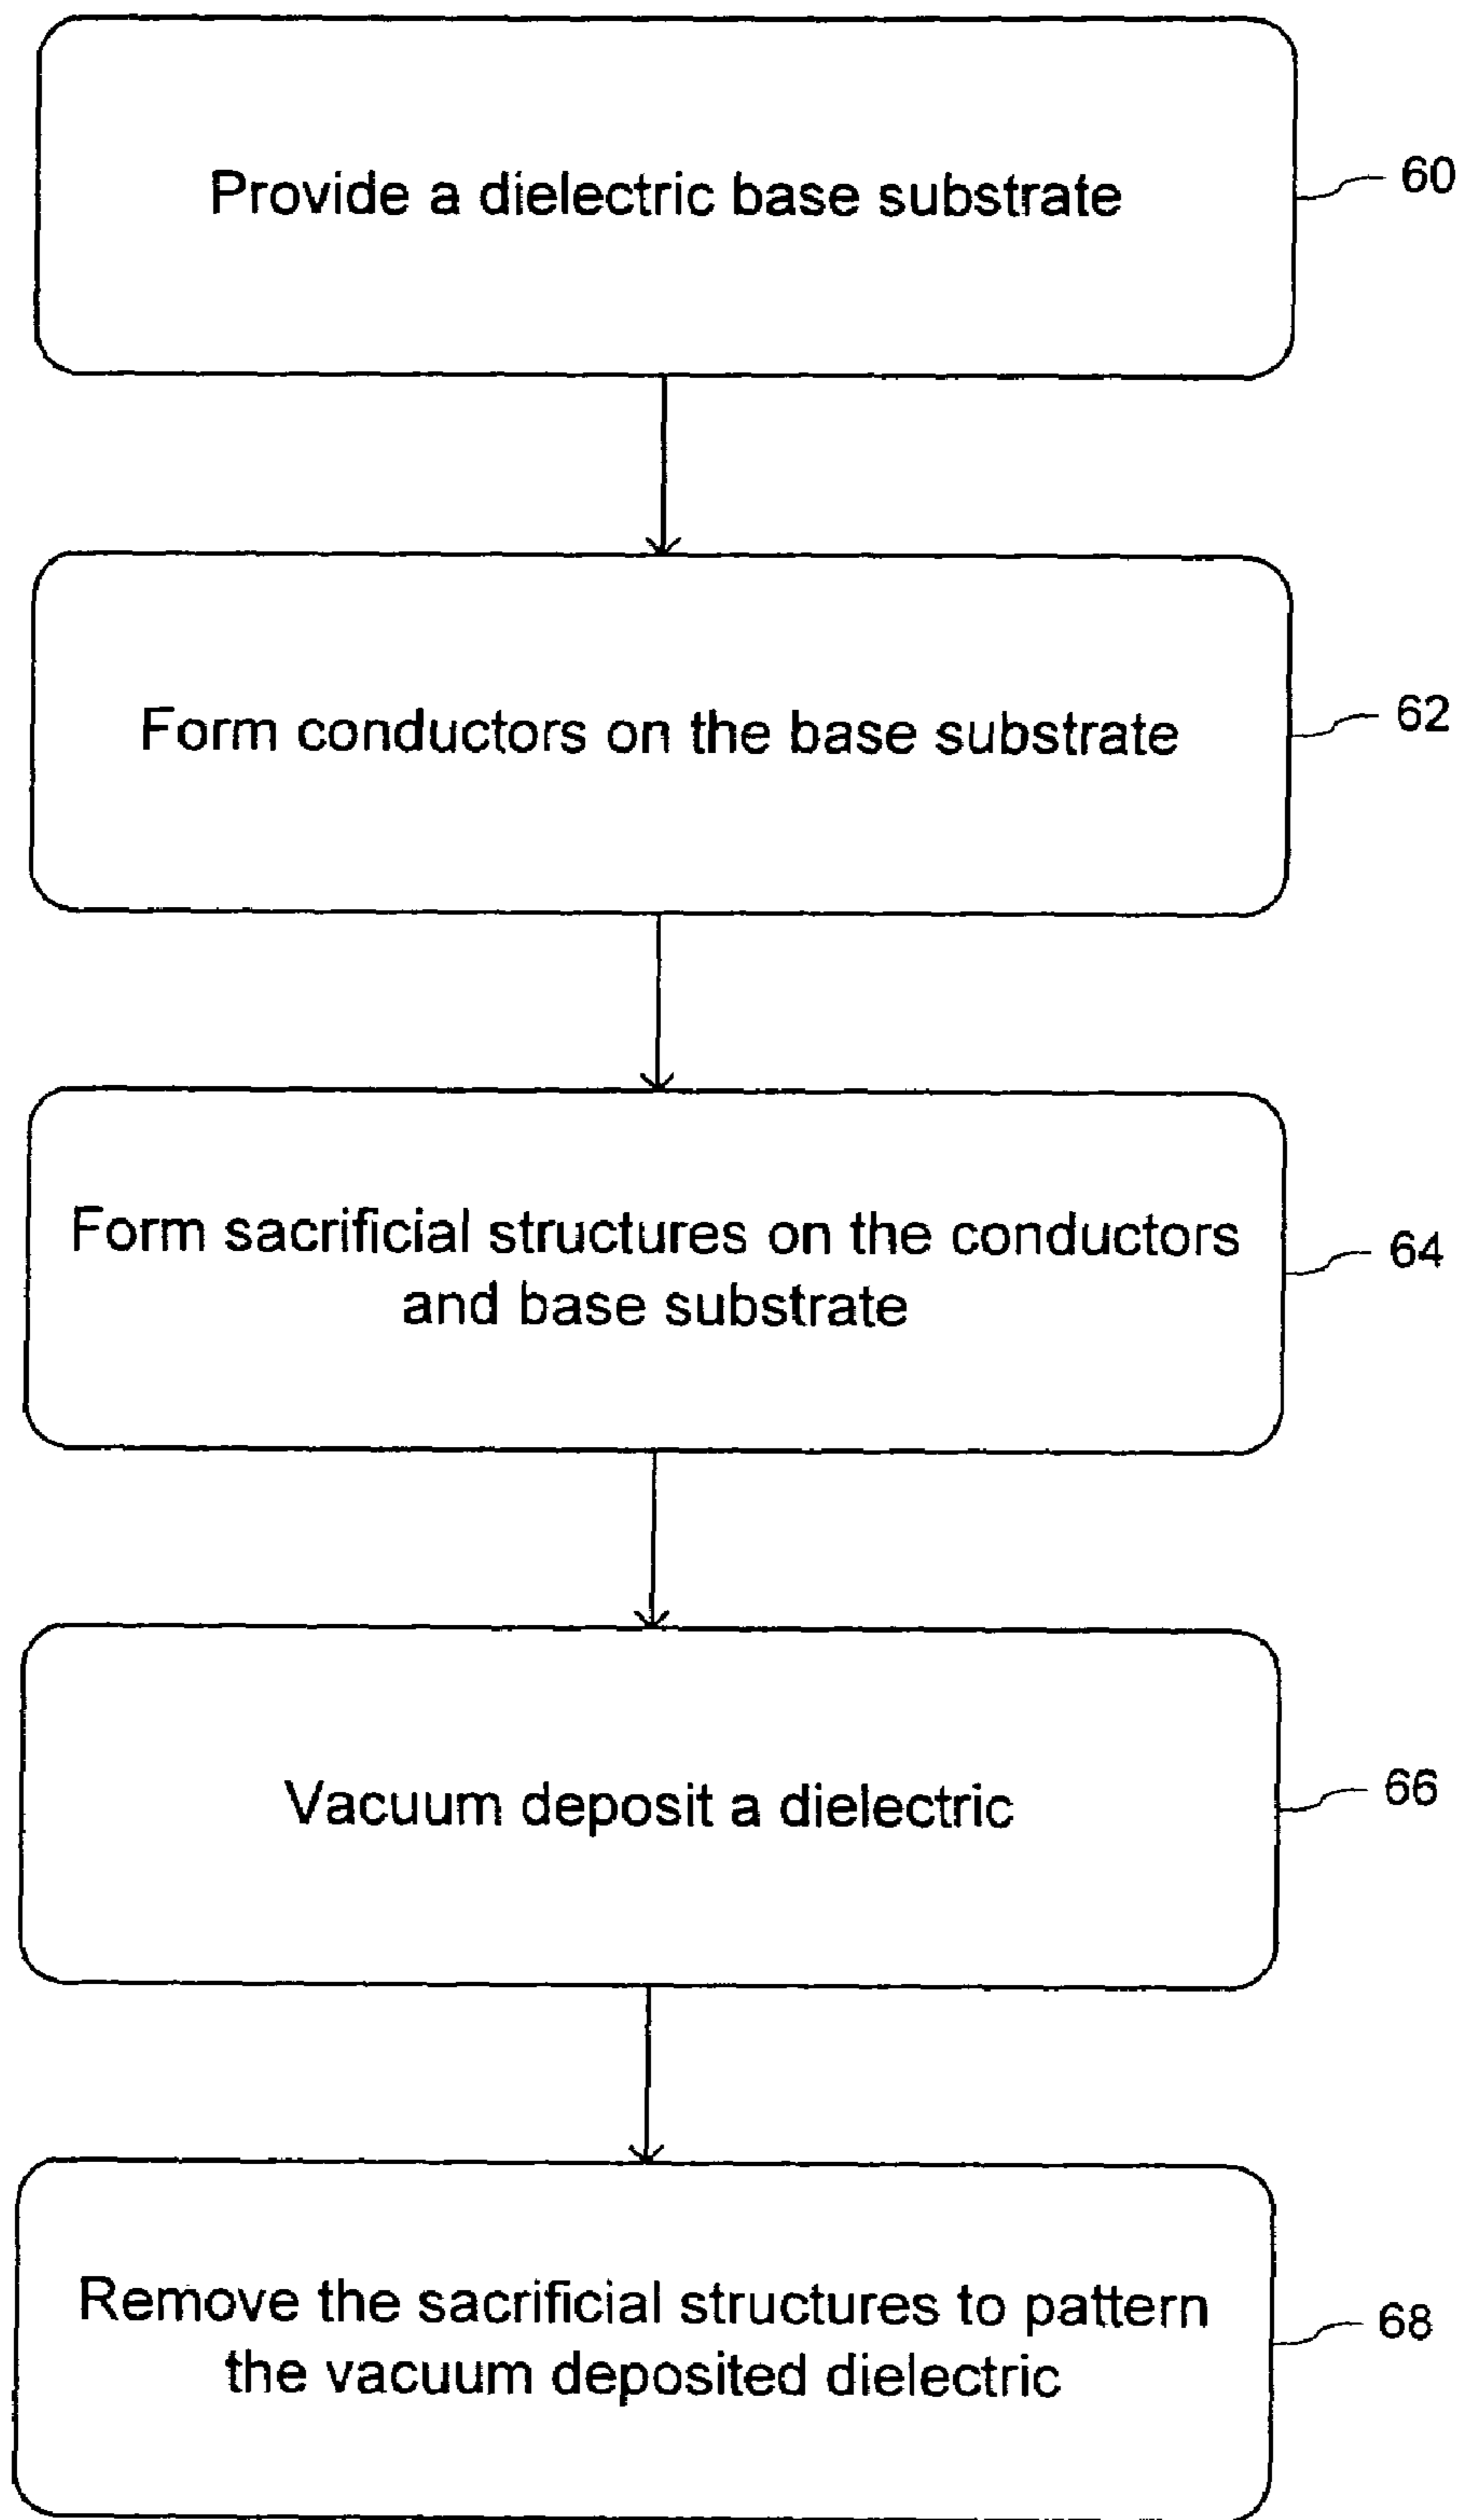 Provide a dielectric base substrate
60
Form conductors on the base substrate
62
Form sacrificial structures on the conductors
and base substrate
64
Vacuum deposit a dielectric
66
Remove the sacrificial structures to pattern
the vacuum deposited dielectric
68